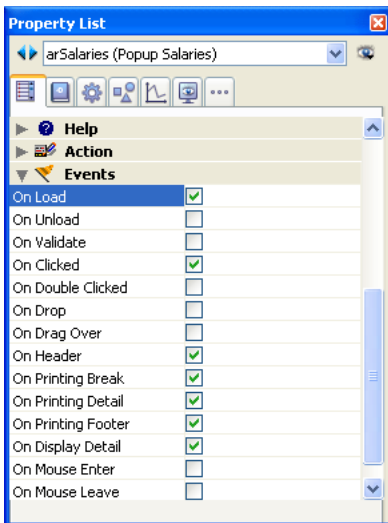 Property List
arSalaries (Popup Salaries)
Help
Action
Events
On Load
On Unload
On Validate
On Clicked
On Double Clicked
On Drop
On Drag Over
On Header
On Printing Break
On Printing Detail
On Printing Footer
On Display Detail
On Mouse Enter
On Mouse Leave